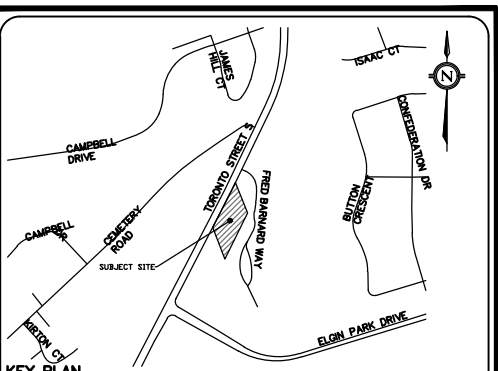 JAMES
HILL CT
ISAAC CT
N
CAMPBELL
DRIVE
CONFEDERATION DR
TORONTO STREET S
FRED BARNARD WAY
BUTTON
CRESCENT
CAMPBELL
DR
CEMETERY
ROAD
SUBJECT SITE
KIRTON CT
ELGIN PARK DRIVE
KEY PLAN